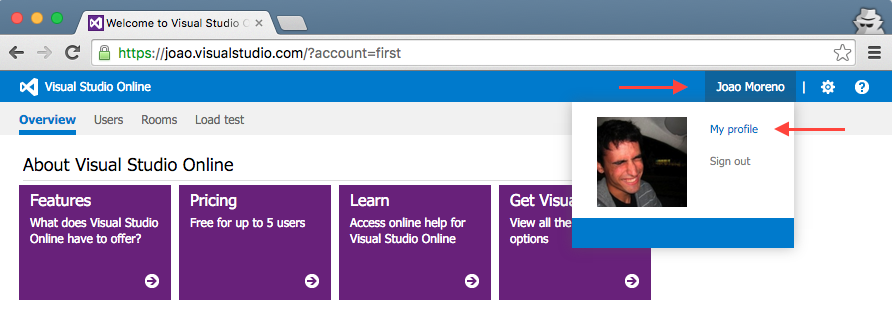 Welcome to Visual Studio O
https://joao.visualstudio.com/?account=first
Visual Studio Online
Joao Moreno
Overview
Users
Rooms
Load test
My profile
Sign out
About Visual Studio Online
Features
What does Visual Studio
Online have to offer?
Pricing
Free for up to 5 users
Learn
Access online help for
Visual Studio Online
Get Visu
View all the
options